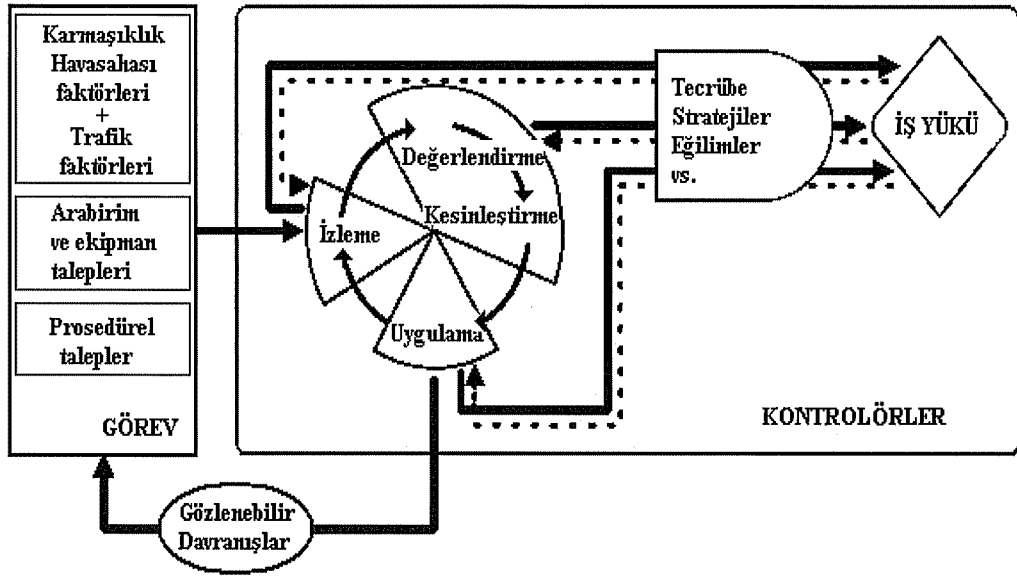 Karmaşıklık
Havasahası
faktörleri
+
Trafik
faktörleri
Arabirim
ve ekipman
talepleri
Prosedürel
talepler
GÖREV
Değerlendirme
Kesinleştirme
İzleme
Uygulama
Tecrübe
Stratejiler
Eğilimler
vs.
İŞ YÜKÜ
KONTROLÖRLER
Gözlenebilir
Davranışlar